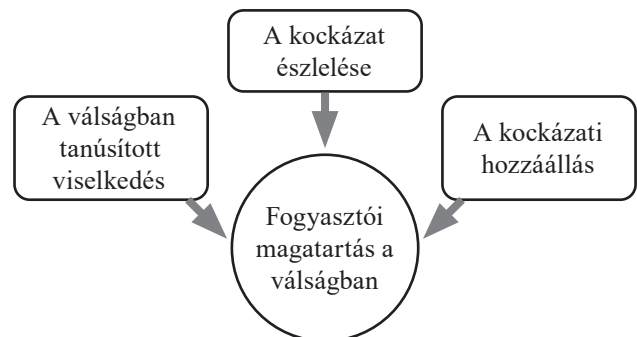 A kockázat
észlelése
A válságban
tanúsított
viselkedés
A kockázati
hozzáállás
Fogyasztói
magatartás a
válságban